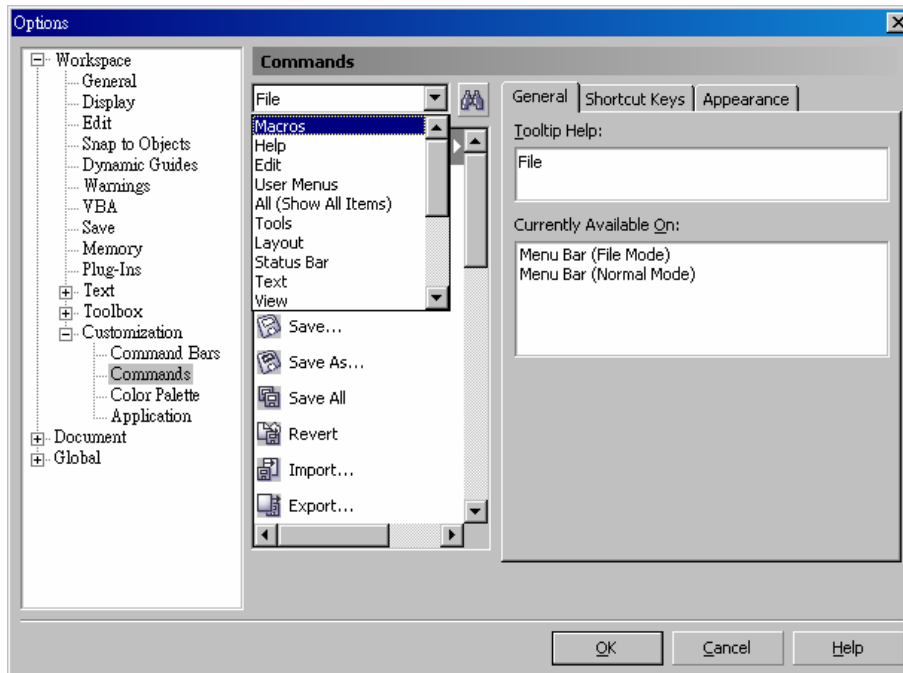 Options
Workspace
General
Display
Edit
Snap to Objects
Dynamic Guides
Warnings
VBA
Save
Memory
Plug-Ins
Text
Toolbox
Customization
Command Bars
Commands
Color Palette
Application
Document
Global
Commands
File
Macros
Help
Edit
User Menus
All (Show All Items)
Tools
Layout
Status Bar
Text
View
Save...
Save As...
Save All
Revert
Import...
Export...
General Shortcut Keys Appearance
Tooltip Help:
File
Currently Available On:
Menu Bar (File Mode)
Menu Bar (Normal Mode)
OK Cancel Help